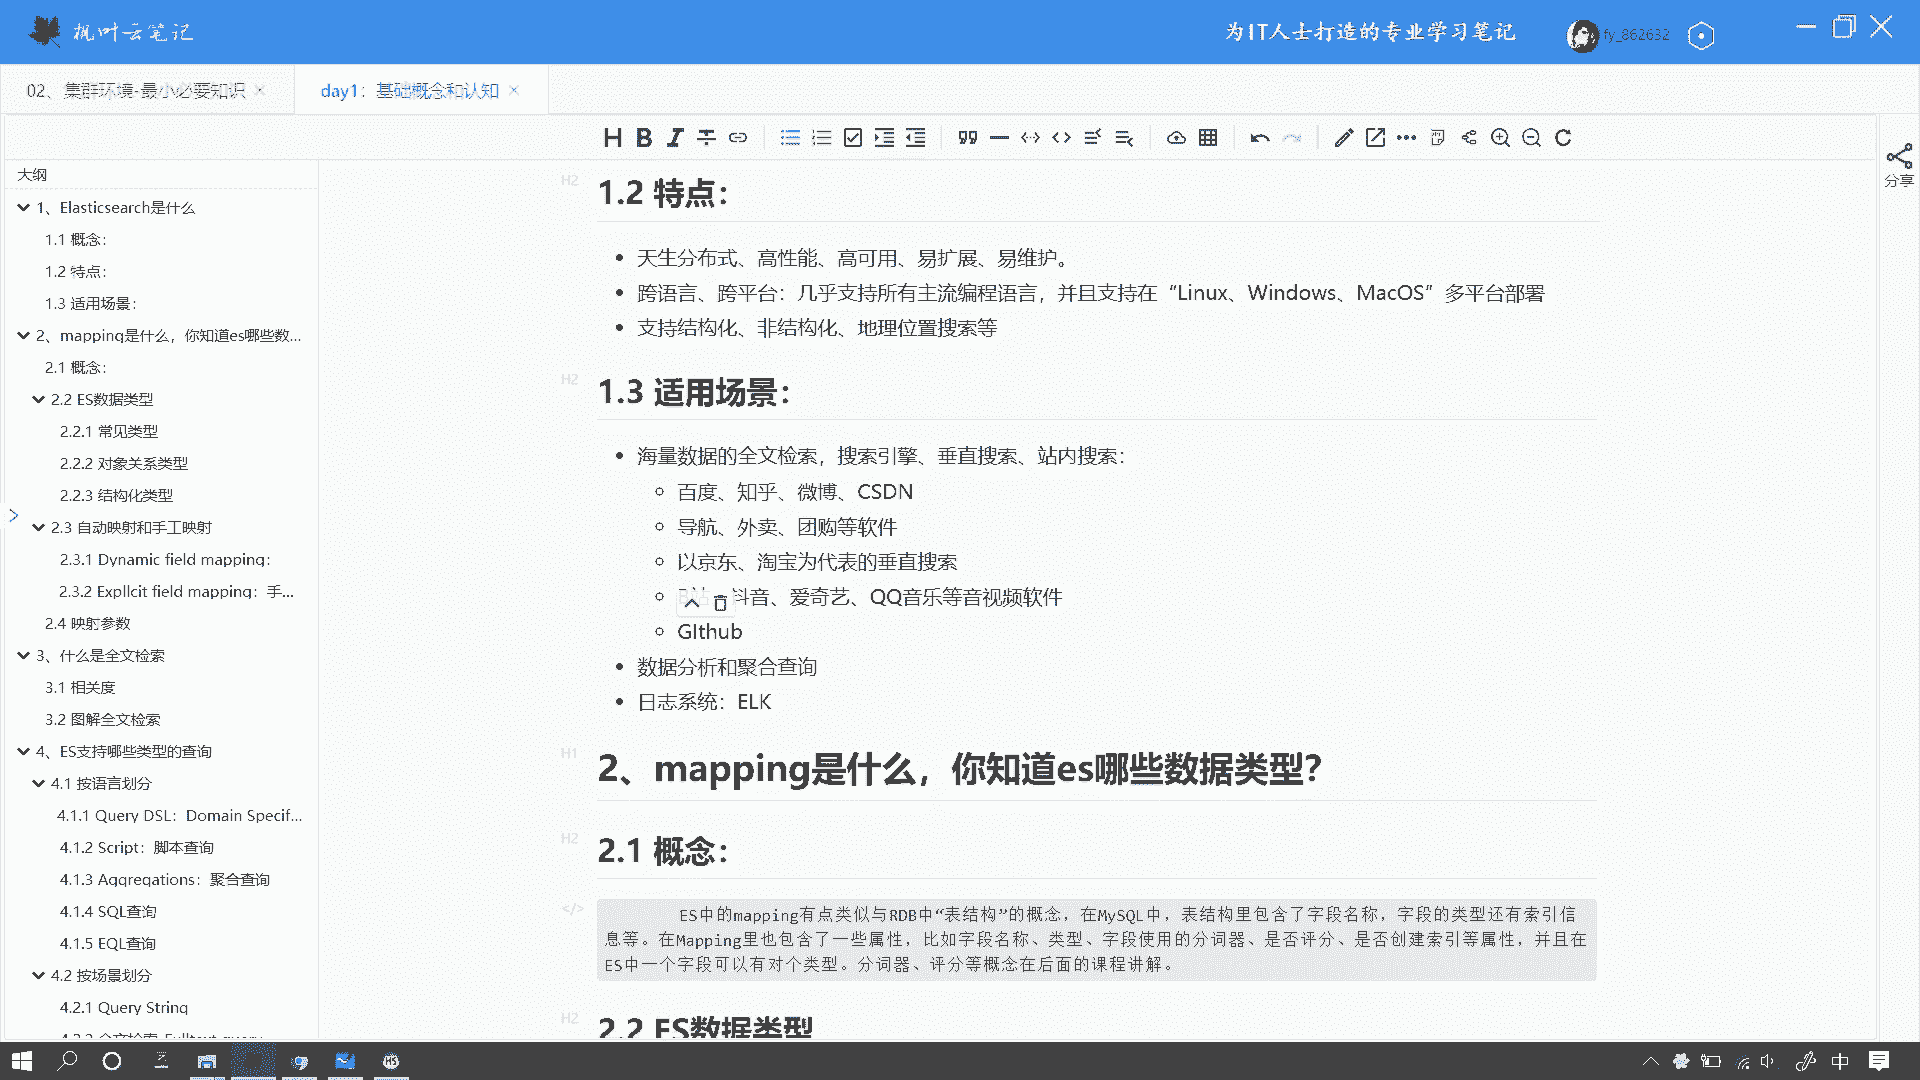 枫叶云笔记
为IT人士打造的专业学习笔记
fy_862632
02、集群环境-最小必要知识
day1：基础概念和认知
分享
大纲
1、Elasticsearch是什么
1.1 概念：
1.2 特点：
1.3 适用场景：
2、mapping是什么，你知道es哪些数...
2.1 概念：
2.2 ES数据类型
2.2.1 常见类型
2.2.2 对象关系类型
2.2.3 结构化类型
2.3 自动映射和手工映射
2.3.1 Dynamic field mapping：
2.3.2 Expllcit field mapping：手...
2.4 映射参数
3、什么是全文检索
3.1 相关度
3.2 图解全文检索
4、ES支持哪些类型的查询
4.1 按语言划分
4.1.1 Query DSL：Domain Specif...
4.1.2 Script：脚本查询
4.1.3 Aggregations：聚合查询
4.1.4 SQL查询
4.1.5 EQL查询
4.2 按场景划分
4.2.1 Query String
H2
1.2 特点：
天生分布式、高性能、高可用、易扩展、易维护。
跨语言、跨平台：几乎支持所有主流编程语言，并且支持在“Linux、Windows、MacOS”多平台部署
支持结构化、非结构化、地理位置搜索等
H2
1.3 适用场景：
海量数据的全文检索，搜索引擎、垂直搜索、站内搜索：
百度、知乎、微博、CSDN
导航、外卖、团购等软件
以京东、淘宝为代表的垂直搜索
抖音、爱奇艺、QQ音乐等音视频软件
GIthub
数据分析和聚合查询
日志系统：ELK
H1
2、mapping是什么，你知道es哪些数据类型？
H2
2.1 概念：
ES中的mapping有点类似与RDB中“表结构”的概念，在MySQL中，表结构里包含了字段名称，字段的类型还有索引信
息等。在Mapping里也包含了一些属性，比如字段名称、类型、字段使用的分词器、是否评分、是否创建索引等属性，并且在
ES中一个字段可以有对个类型。分词器、评分等概念在后面的课程讲解。
H2
2.2 ES数据类型
中